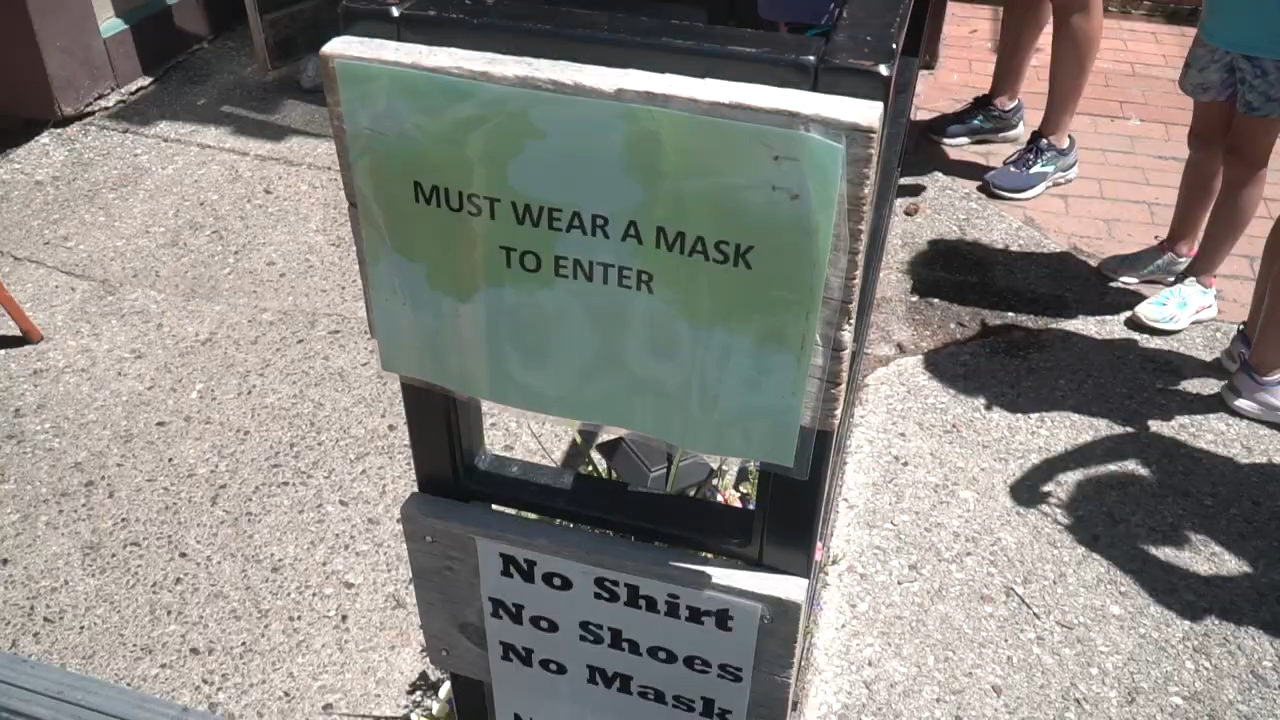 MUST WEAR A MASK
TO ENTER
No Shirt
No Shoes
No Mask